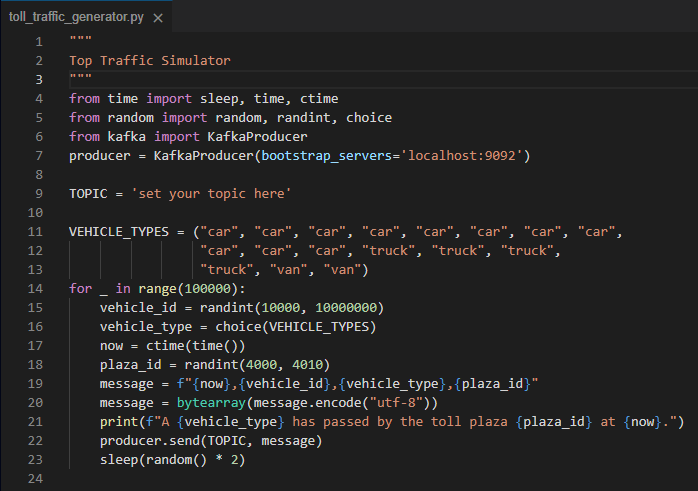 toll_traffic_generator.py ×
1 """
2 Top Traffic Simulator
3 """
4 from time import sleep, time, ctime
5 from random import random, randint, choice
6 from kafka import KafkaProducer
7 producer = KafkaProducer(bootstrap_servers='localhost:9092')
8
9 TOPIC = 'set your topic here'
10
11 VEHICLE_TYPES = ("car", "car", "car", "car", "car", "car", "car", "car",
12                  "car", "car", "car", "truck", "truck", "truck",
13                  "truck", "van", "van")
14 for _ in range(100000):
15     vehicle_id = randint(10000, 10000000)
16     vehicle_type = choice(VEHICLE_TYPES)
17     now = ctime(time())
18     plaza_id = randint(4000, 4010)
19     message = f"{now},{vehicle_id},{vehicle_type},{plaza_id}"
20     message = bytearray(message.encode("utf-8"))
21     print(f"A {vehicle_type} has passed by the toll plaza {plaza_id} at {now}.")
22     producer.send(TOPIC, message)
23     sleep(random() * 2)
24